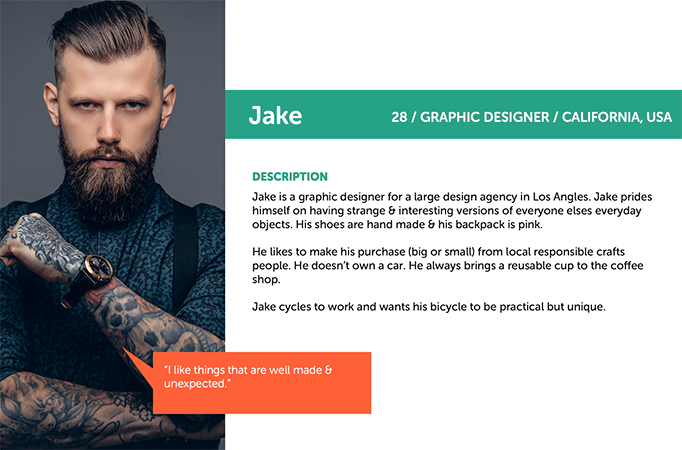 Jake
28 / GRAPHIC DESIGNER / CALIFORNIA, USA
DESCRIPTION
Jake is a graphic designer for a large design agency in Los Angles. Jake prides
himself on having strange & interesting versions of everyone elses everyday
objects. His shoes are hand made & his backpack is pink.
He likes to make his purchase (big or small) from local responsible crafts
people. He doesn’t own a car. He always brings a reusable cup to the coffee
shop.
Jake cycles to work and wants his bicycle to be practical but unique.
“I like things that are well made &
unexpected.”